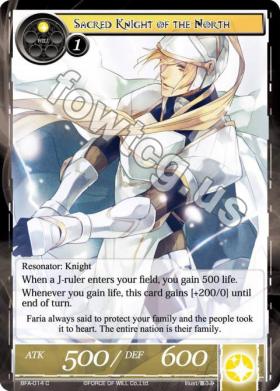 SACRED KNIGHT OF THE NORTH
WILL
1
fowtcg.us
Resonator: Knight
When a J-ruler enters your field, you gain 500 life.
Whenever you gain life, this card gains [+200/0] until
end of turn.
Faria always said to protect your family and the people took
it to heart. The entire nation is their family.
ATK 500/ DEF 600
BFA-014 C
©FORCE OF WILL Co.,Ltd.
Illust/